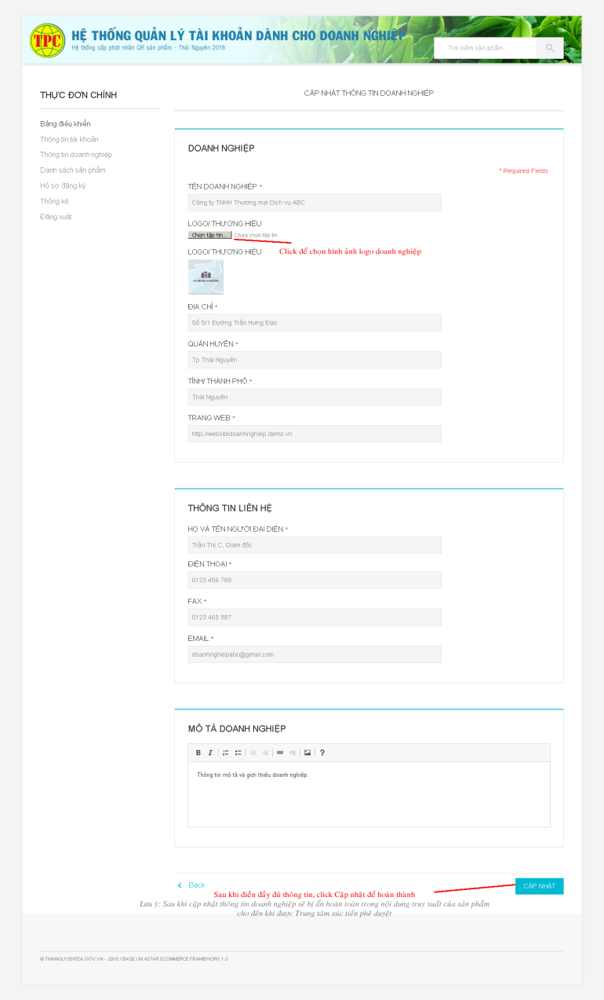 TPC
HỆ THỐNG QUẢN LÝ TÀI KHOẢN DÀNH CHO DOANH NGHIỆP
Hệ thống cấp phát nhãn QR sản phẩm - Thái Nguyên 2018
Tìm kiếm sản phẩm...
THỰC ĐƠN CHÍNH
Bảng điều khiển
Thông tin tài khoản
Thông tin doanh nghiệp
Danh sách sản phẩm
Hồ sơ đăng ký
Thống kê
Đăng xuất
CẬP NHẬT THÔNG TIN DOANH NGHIỆP
DOANH NGHIỆP
* Required Fields
TÊN DOANH NGHIỆP *
Công ty TNHH Thương mại Dịch vụ ABC
LOGO/ THƯƠNG HIỆU
Chọn tập tin... Chưa chọn tập tin.
LOGO/ THƯƠNG HIỆU
Click để chọn hình ảnh logo doanh nghiệp
no photo available
ĐỊA CHỈ *
Số 5/1 Đường Trần Hưng Đạo
QUẬN HUYỆN *
Tp Thái Nguyên
TỈNH/ THÀNH PHỐ *
Thái Nguyên
TRANG WEB *
http://websitedoanhnghiep.demo.vn
THÔNG TIN LIÊN HỆ
HỌ VÀ TÊN NGƯỜI ĐẠI DIỆN *
Trần Thị C, Giám đốc
ĐIỆN THOẠI *
0123 456 789
FAX *
0123 465 987
EMAIL *
doanhnghiepabc@gmail.com
MÔ TẢ DOANH NGHIỆP
B I ?
Thông tin mô tả và giới thiệu doanh nghiệp.
Back
CẬP NHẬT
Sau khi điền đầy đủ thông tin, click Cập nhật để hoàn thành
Lưu ý: Sau khi cập nhật thông tin doanh nghiệp sẽ bị ẩn hoàn toàn trong nội dung truy xuất của sản phẩm
cho đến khi được Trung tâm xúc tiến phê duyệt
© THAINGUYENTEA.GOV.VN - 2018 / BASE ON 4STAR ECOMMERCE FRAMEWORK 1.0